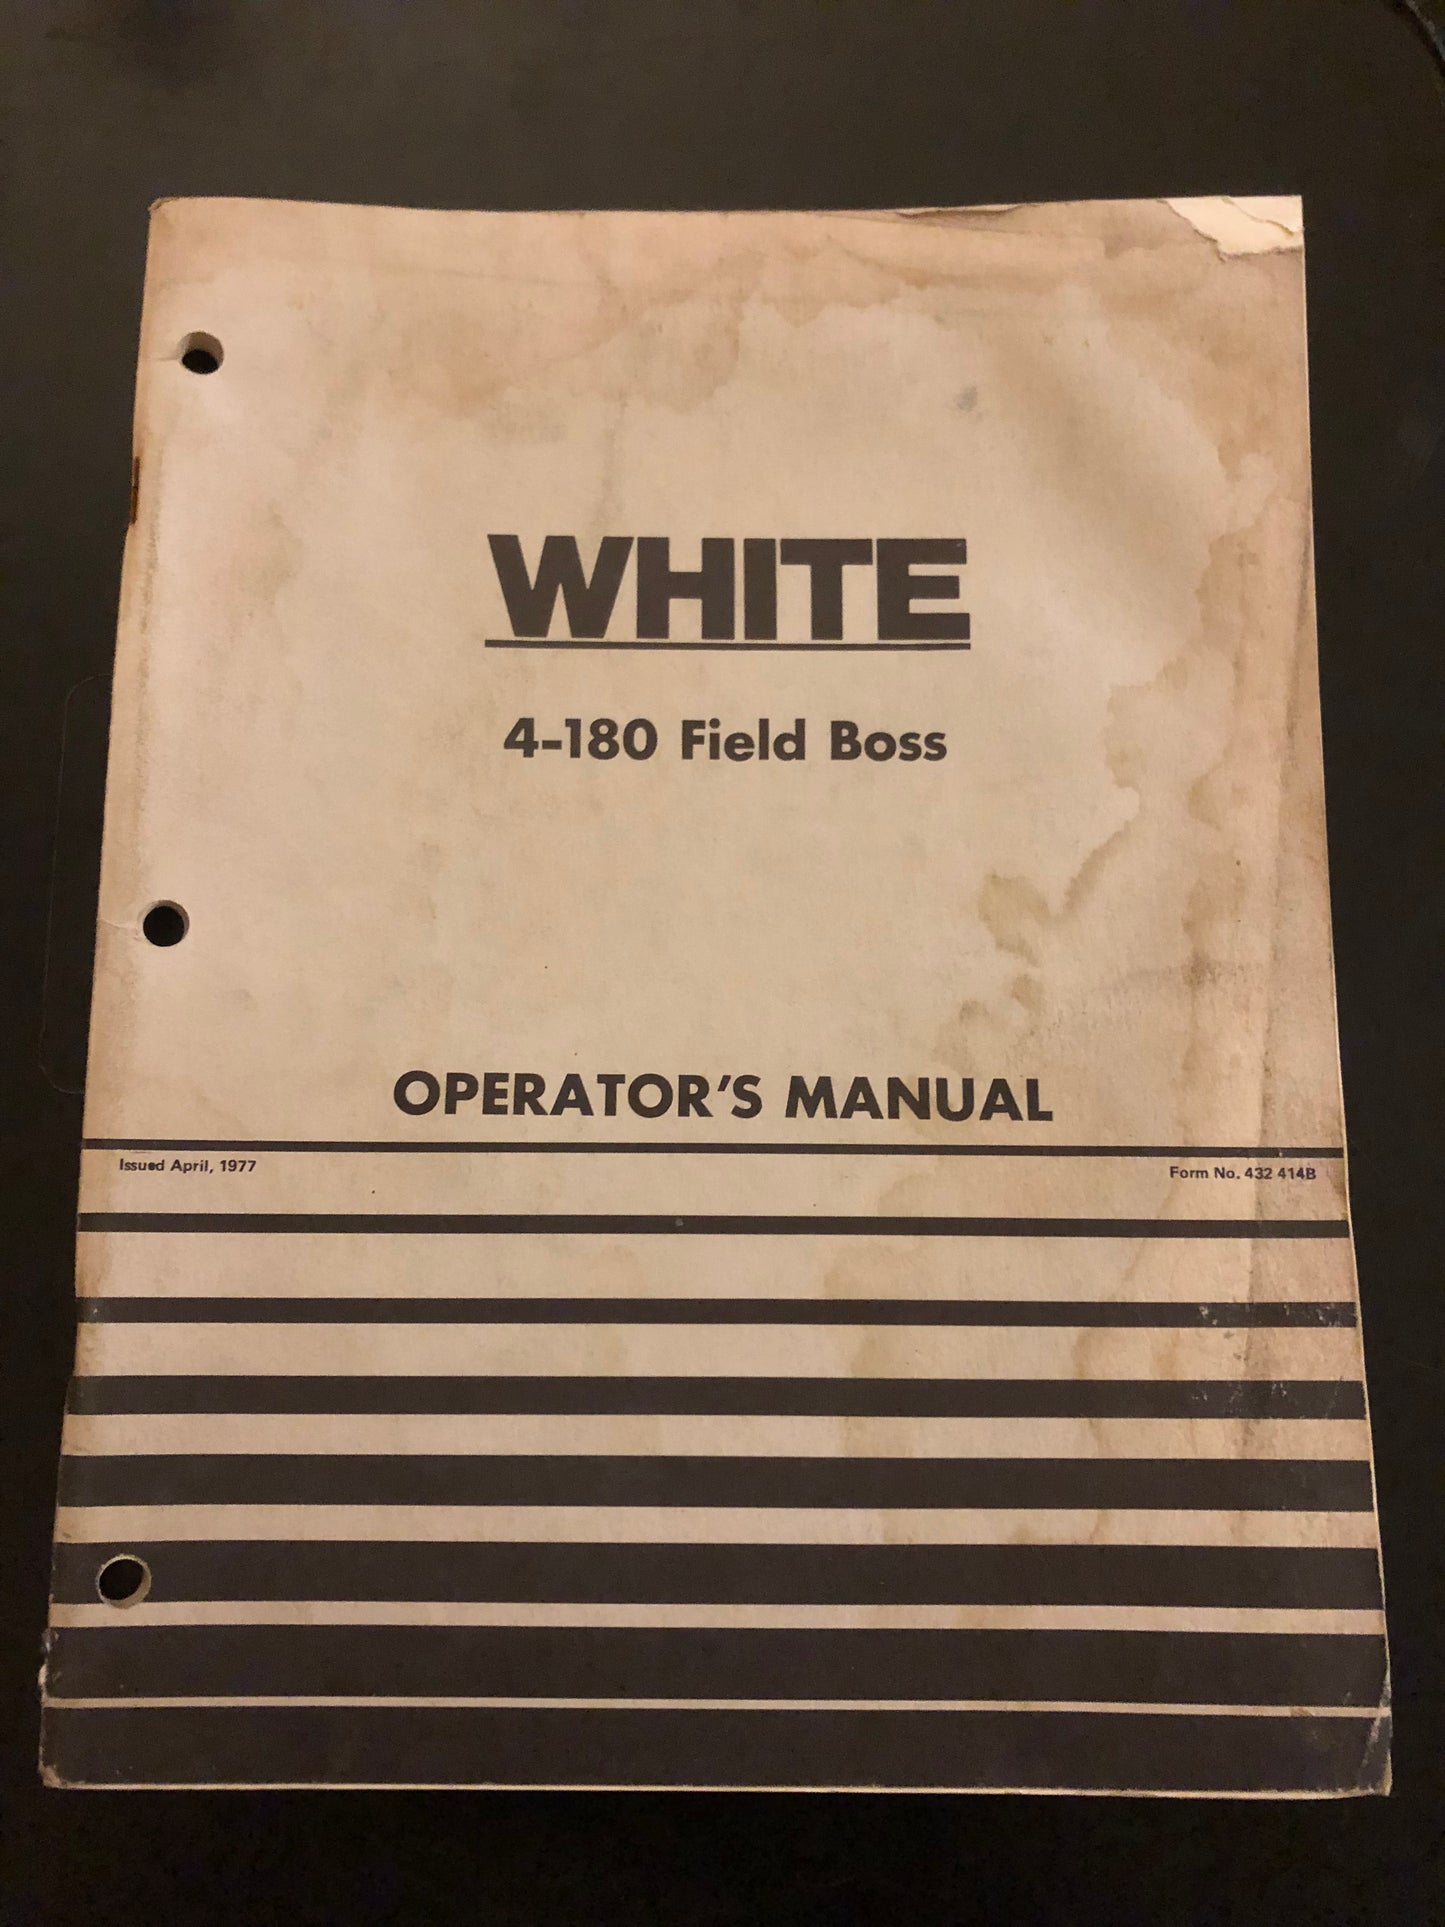 WHITE
4-180 Field Boss
OPERATOR'S MANUAL
Issued April, 1977
Form No. 432 414B